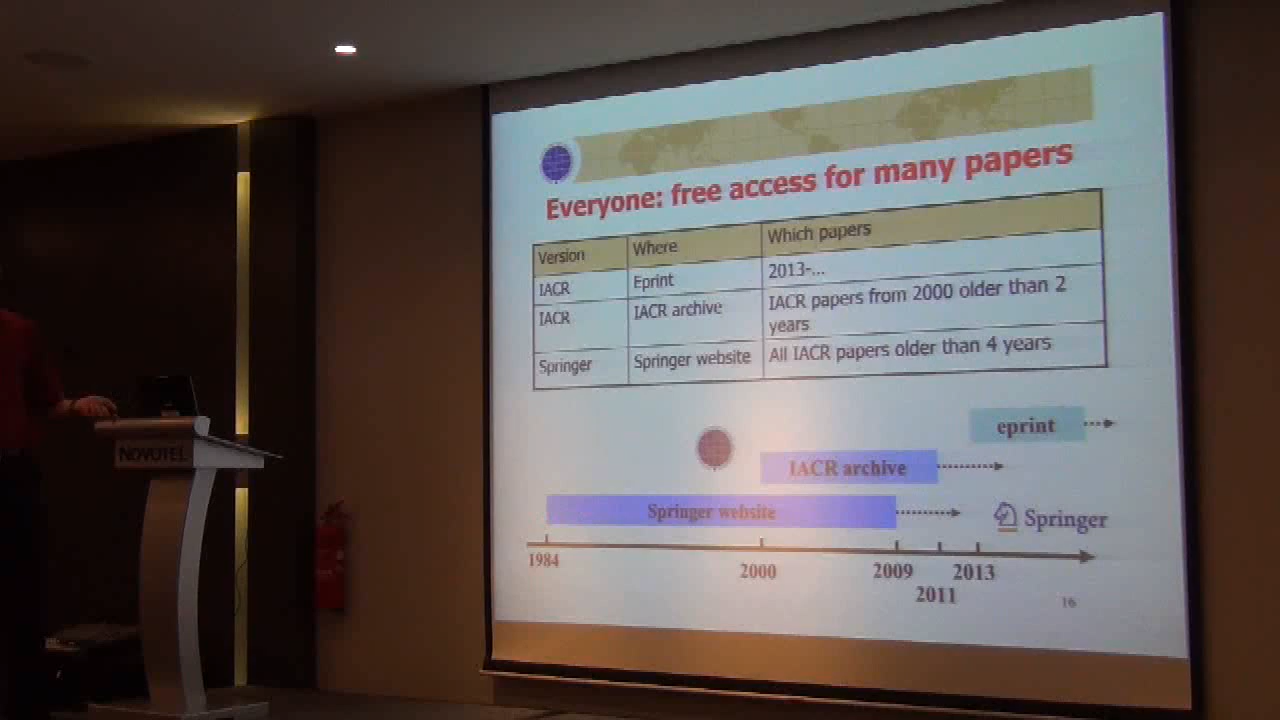 Everyone: free access for many papers
Version Where Which papers
IACR Eprint 2013-...
IACR IACR archive IACR papers from 2000 older than 2
years
Springer Springer website All IACR papers older than 4 years
eprint
IACR archive
Springer website
Springer
1984 2000 2009 2013
2011
16
NOVOTEL